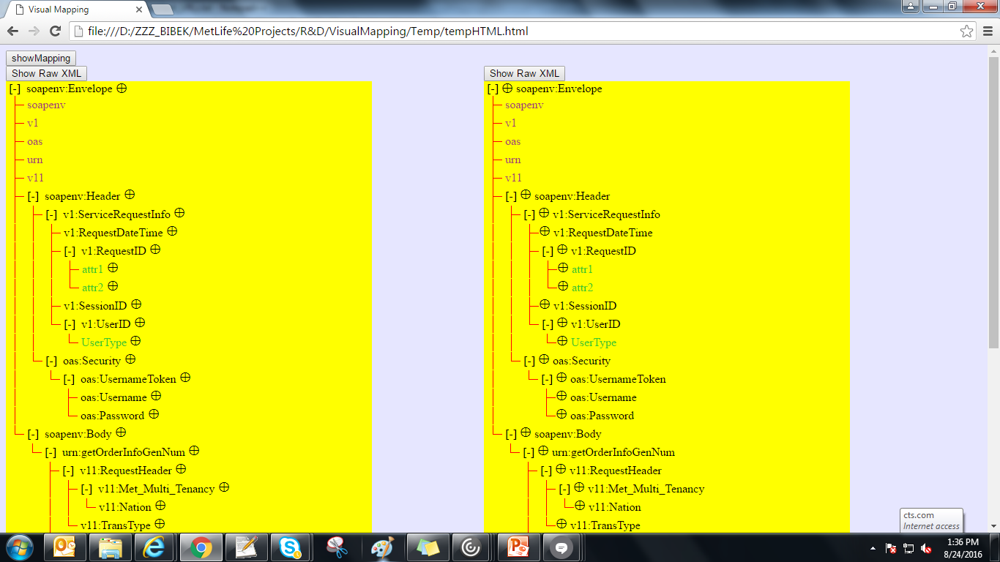 Visual Mapping
file:///D:/ZZZ_BIBEK/MetLife%20Projects/R&D/VisualMapping/Temp/tempHTML.html
showMapping
Show Raw XML
[-] soapenv:Envelope ⊕
soapenv
v1
oas
urn
v11
[-] soapenv:Header ⊕
[-] v1:ServiceRequestInfo ⊕
v1:RequestDateTime ⊕
[-] v1:RequestID ⊕
attr1 ⊕
attr2 ⊕
v1:SessionID ⊕
[-] v1:UserID ⊕
UserType ⊕
[-] oas:Security ⊕
[-] oas:UsernameToken ⊕
oas:Username ⊕
oas:Password ⊕
[-] soapenv:Body ⊕
[-] urn:getOrderInfoGenNum ⊕
[-] v11:RequestHeader ⊕
[-] v11:Met_Multi_Tenancy ⊕
v11:Nation ⊕
v11:TransType ⊕
Show Raw XML
[-] ⊕ soapenv:Envelope
soapenv
v1
oas
urn
v11
[-] ⊕ soapenv:Header
[-] ⊕ v1:ServiceRequestInfo
⊕ v1:RequestDateTime
[-] ⊕ v1:RequestID
⊕ attr1
⊕ attr2
⊕ v1:SessionID
[-] ⊕ v1:UserID
⊕ UserType
[-] ⊕ oas:Security
[-] ⊕ oas:UsernameToken
⊕ oas:Username
⊕ oas:Password
[-] ⊕ soapenv:Body
[-] ⊕ urn:getOrderInfoGenNum
[-] ⊕ v11:RequestHeader
[-] ⊕ v11:Met_Multi_Tenancy
⊕ v11:Nation
⊕ v11:TransType
cts.com
Internet access
1:36 PM
8/24/2016